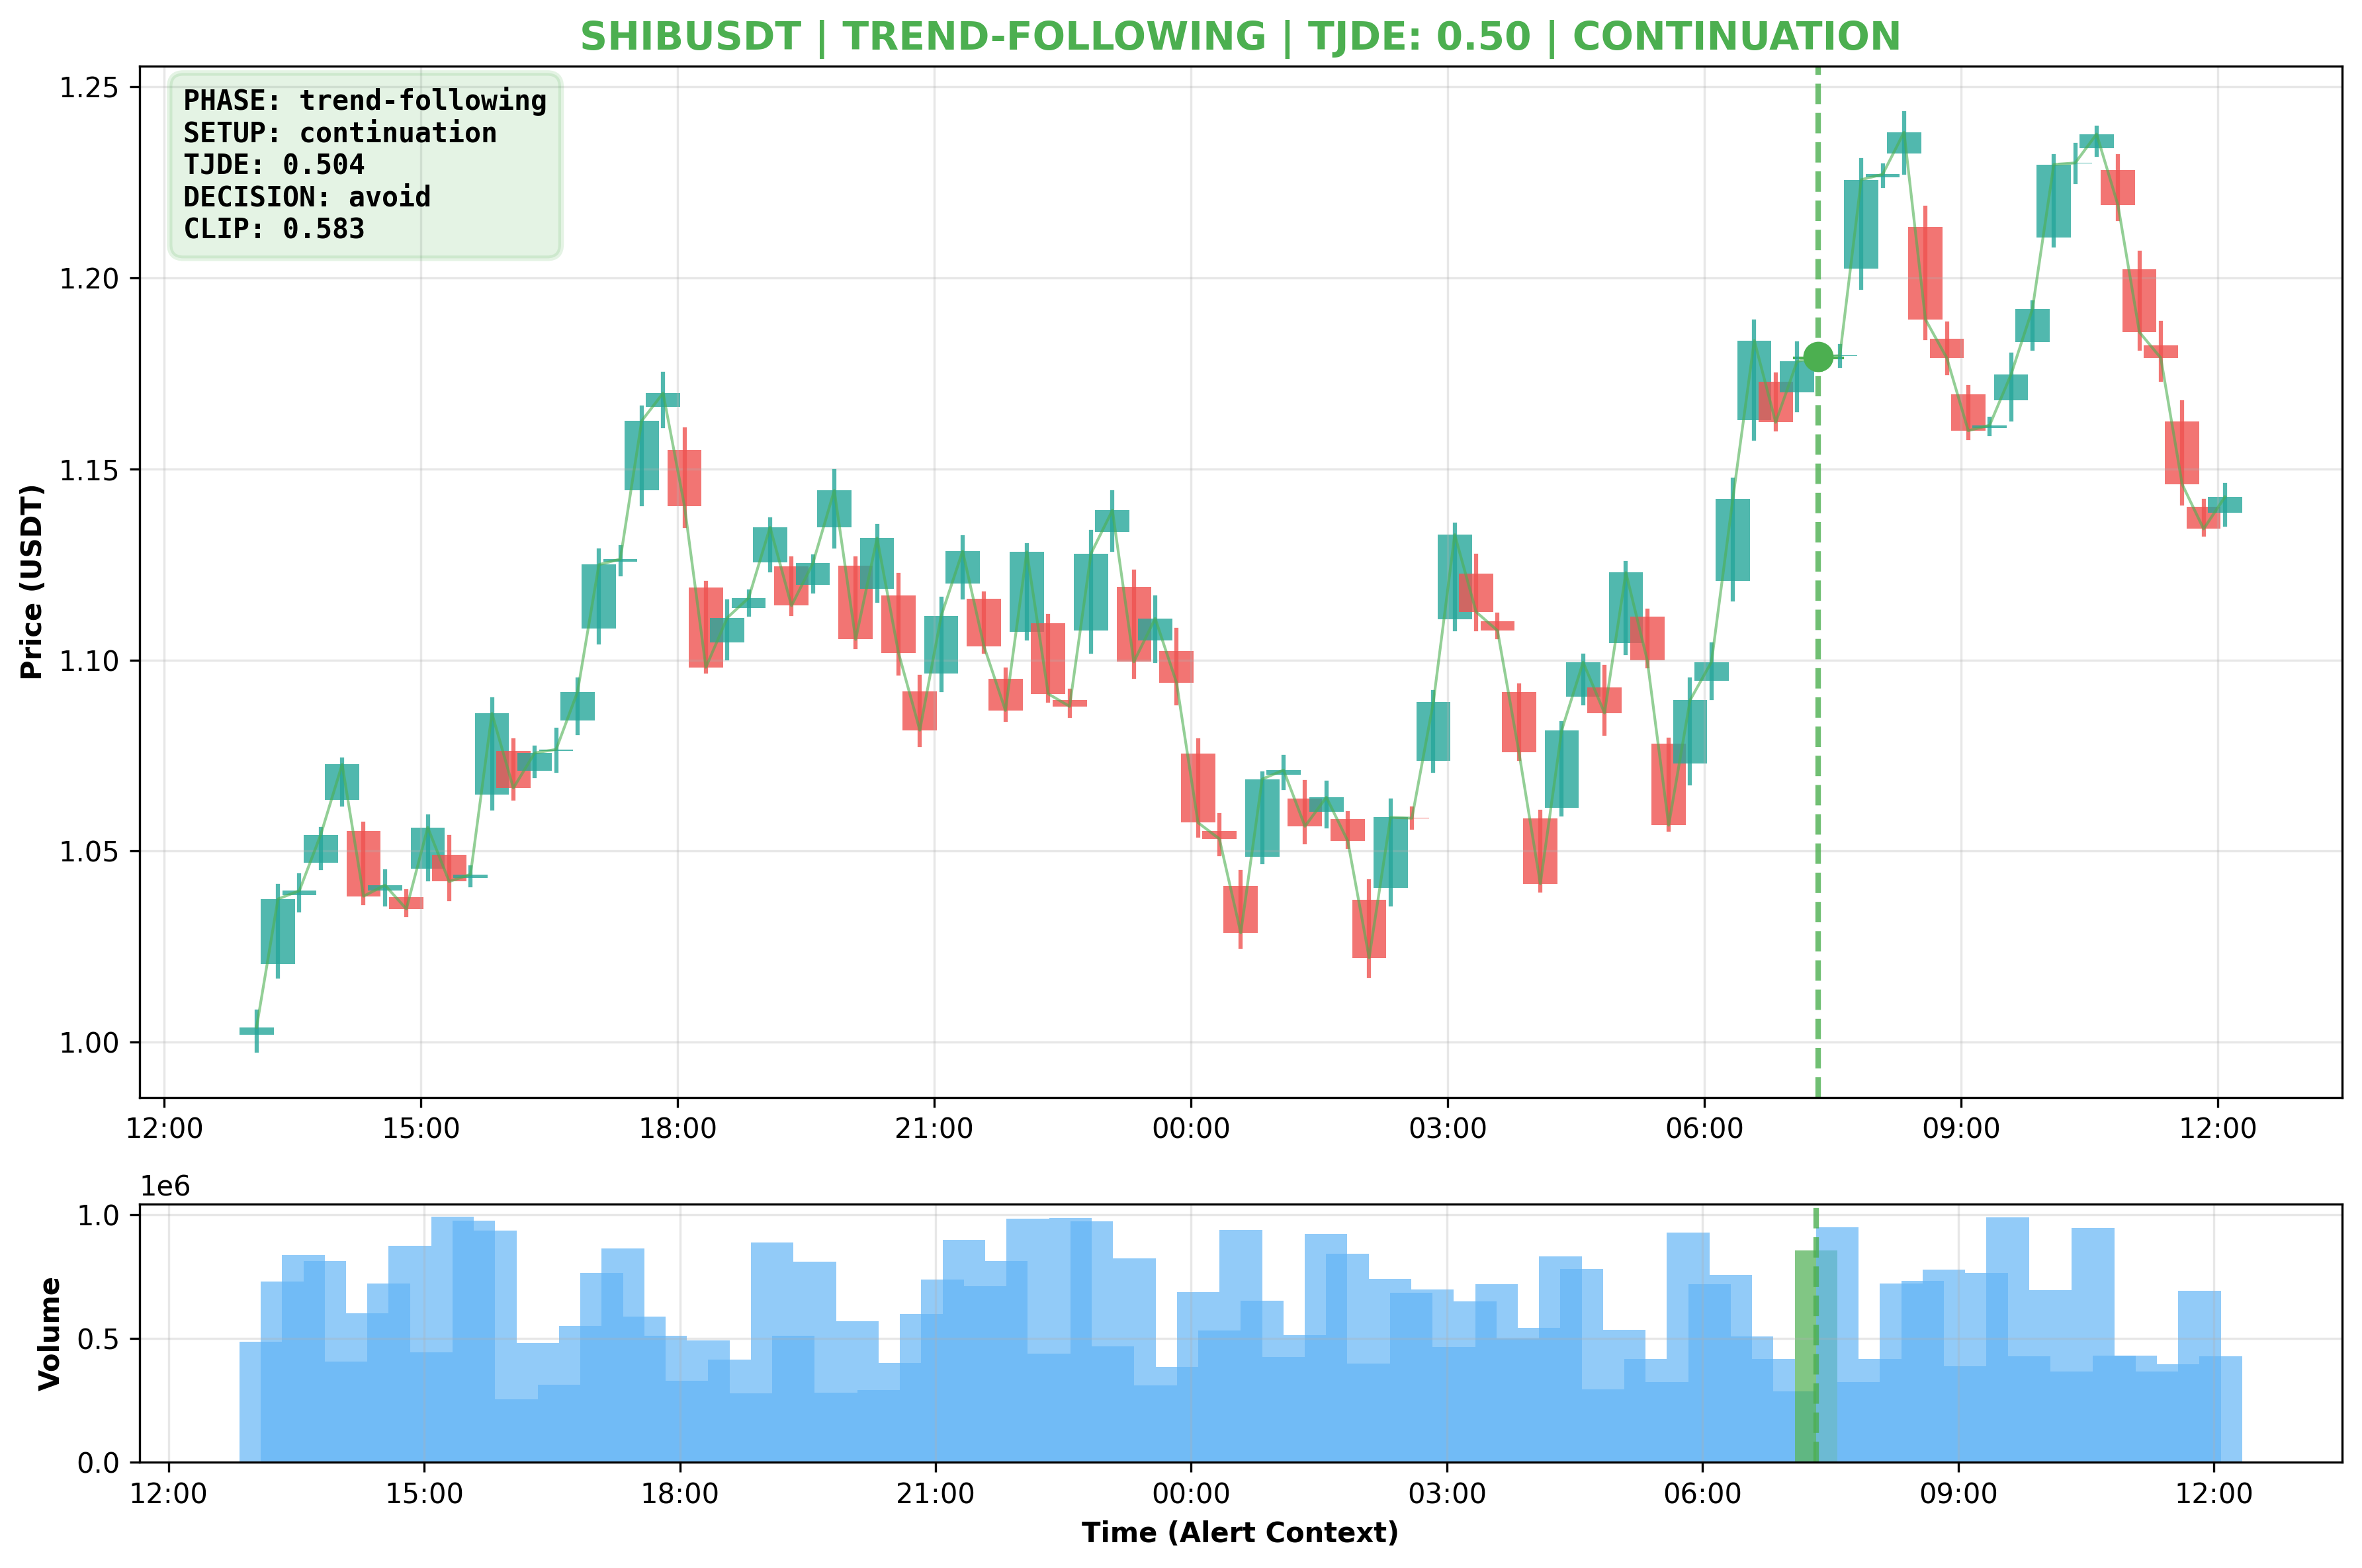 SHIBUSDT | TREND-FOLLOWING | TJDE: 0.50 | CONTINUATION
PHASE: trend-following
SETUP: continuation
TJDE: 0.504
DECISION: avoid
CLIP: 0.583
Price (USDT)
1.25
1.20
1.15
1.10
1.05
1.00
12:00 15:00 18:00 21:00 00:00 03:00 06:00 09:00 12:00
1e6
Volume
1.0
0.5
0.0
12:00 15:00 18:00 21:00 00:00 03:00 06:00 09:00 12:00
Time (Alert Context)